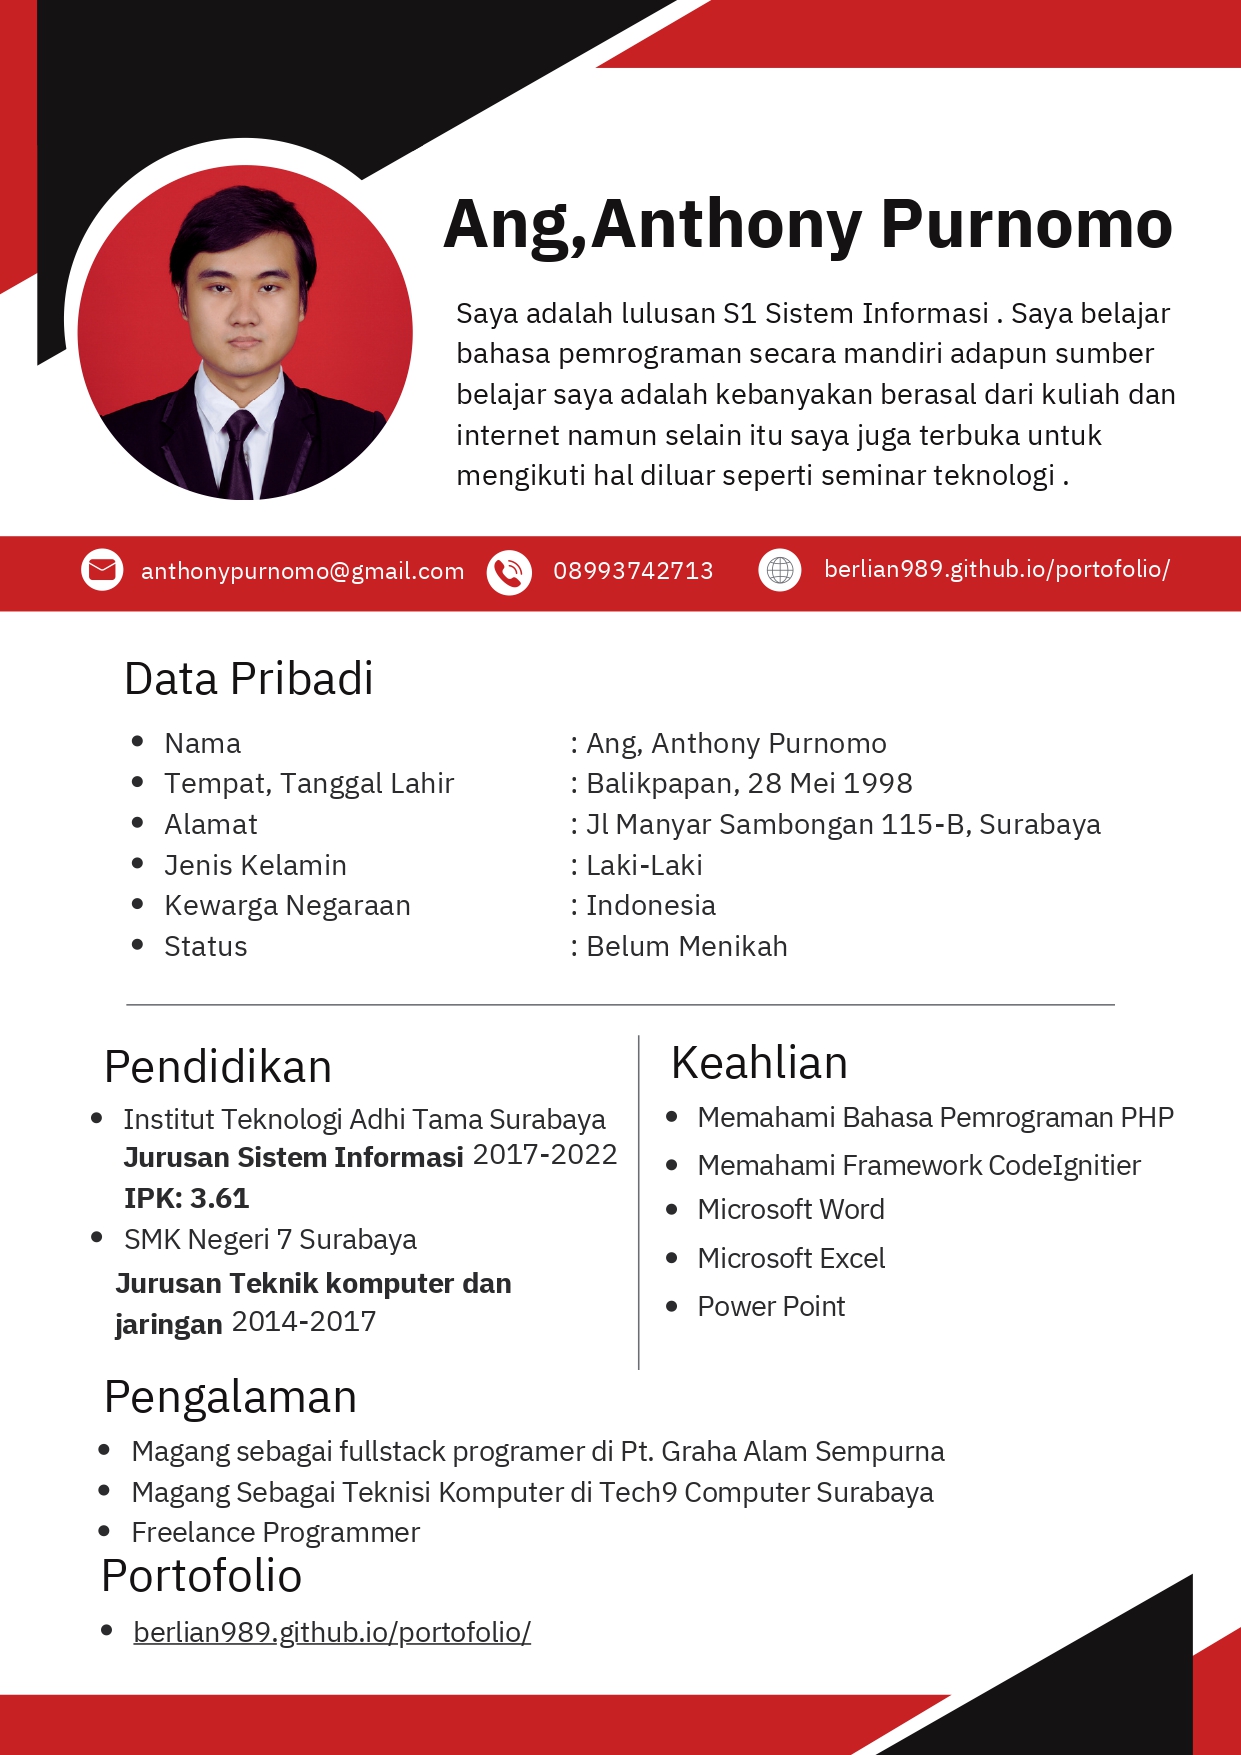 Ang,Anthony Purnomo
Saya adalah lulusan S1 Sistem Informasi . Saya belajar
bahasa pemrograman secara mandiri adapun sumber
belajar saya adalah kebanyakan berasal dari kuliah dan
internet namun selain itu saya juga terbuka untuk
mengikuti hal diluar seperti seminar teknologi .
anthonypurnomo@gmail.com 08993742713 berlian989.github.io/portofolio/
Data Pribadi
• Nama : Ang, Anthony Purnomo
• Tempat, Tanggal Lahir : Balikpapan, 28 Mei 1998
• Alamat : Jl Manyar Sambongan 115-B, Surabaya
• Jenis Kelamin : Laki-Laki
• Kewarga Negaraan : Indonesia
• Status : Belum Menikah
Pendidikan
• Institut Teknologi Adhi Tama Surabaya
Jurusan Sistem Informasi 2017-2022
IPK: 3.61
• SMK Negeri 7 Surabaya
Jurusan Teknik komputer dan
jaringan 2014-2017
Keahlian
• Memahami Bahasa Pemrograman PHP
• Memahami Framework CodeIgnitier
• Microsoft Word
• Microsoft Excel
• Power Point
Pengalaman
• Magang sebagai fullstack programer di Pt. Graha Alam Sempurna
• Magang Sebagai Teknisi Komputer di Tech9 Computer Surabaya
• Freelance Programmer
Portofolio
• berlian989.github.io/portofolio/